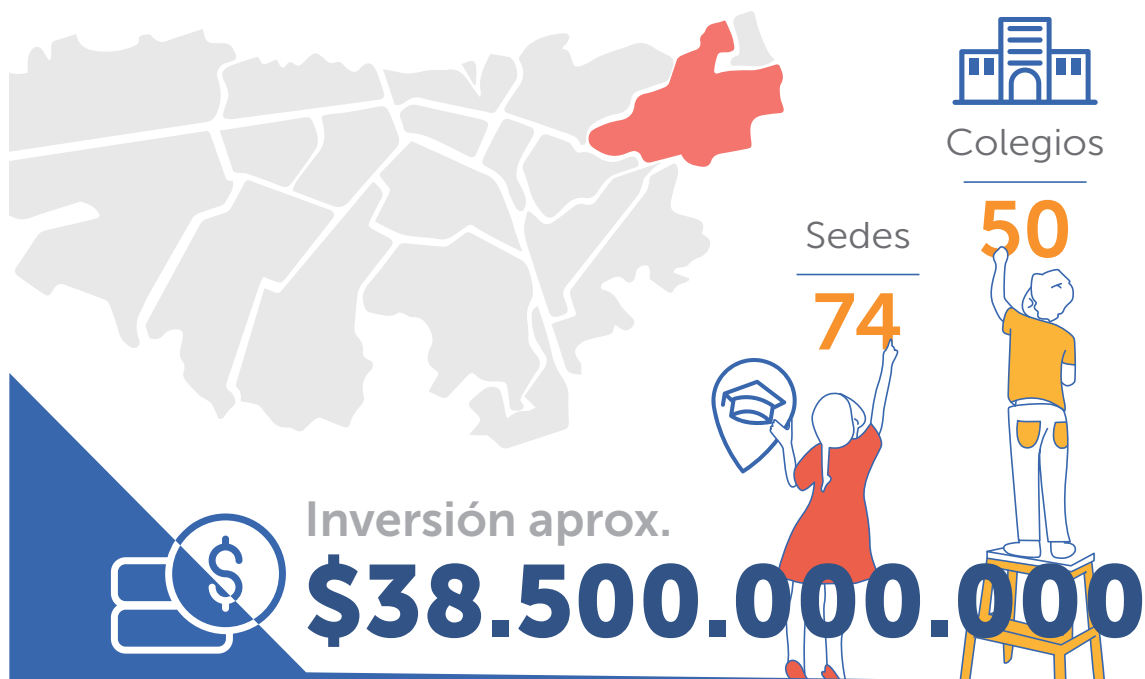 Colegios
50
Sedes
74
Inversión aprox.
$38.500.000.000